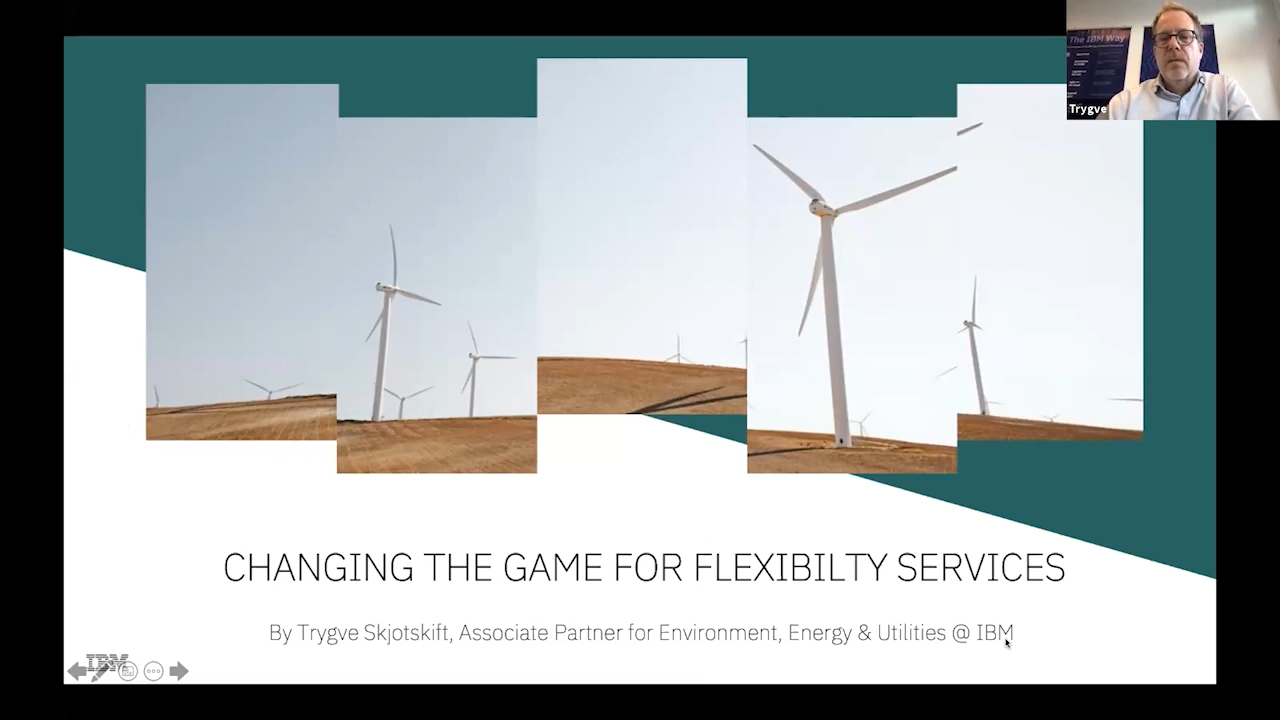 The IBM Way
Trygve
CHANGING THE GAME FOR FLEXIBILTY SERVICES
By Trygve Skjotskift, Associate Partner for Environment, Energy & Utilities @ IBM
IBM